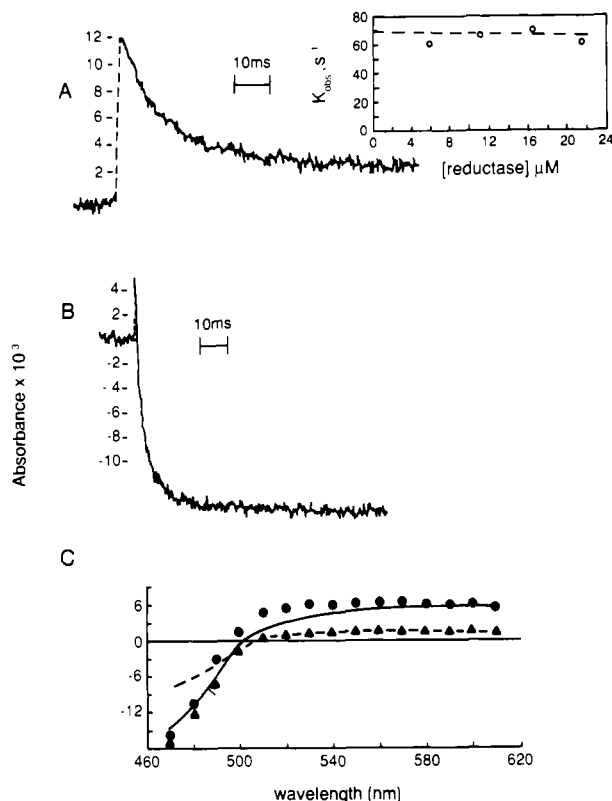 A
12
10
8
6
4
2
10ms
K obs, s⁻¹
80
60
40
20
0
0 4 8 12 16 20 24
[reductase] μM
B
4
2
-2
-4
-6
-8
-10
10ms
Absorbance x 10³
C
6
0
-6
-12
460 500 540 580 620
wavelength (nm)